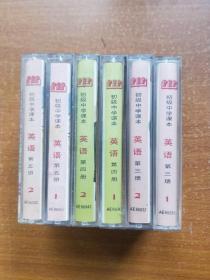 初级中学课本
英语
第五册
2
初级中学课本
英语
第五册
1
初级中学课本
英语
第四册
2
初级中学课本
英语
第四册
1
初级中学课本
英语
第三册
2
初级中学课本
英语
第三册
1